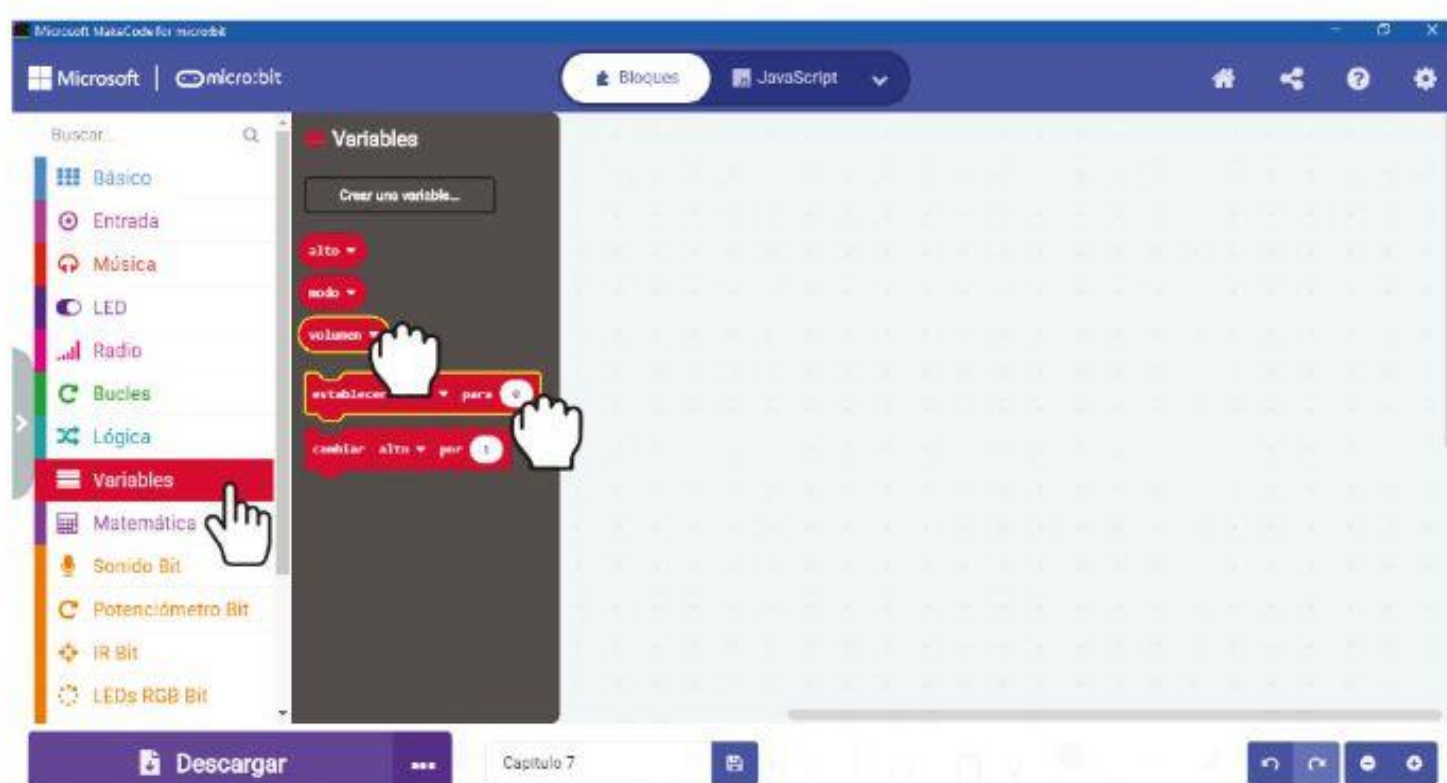 Microsoft MakeCode for micro:bit
Microsoft | micro:bit
Bloques
JavaScript
Buscar...
Básico
Entrada
Música
LED
Radio
Bucles
Lógica
Variables
Matemática
Sonido Bit
Potenciómetro Bit
IR Bit
LEDs RGB Bit
Variables
Crear una variable...
alto
modo
volumen
establecer para 0
cambiar alto por 1
Descargar
Capitulo 7